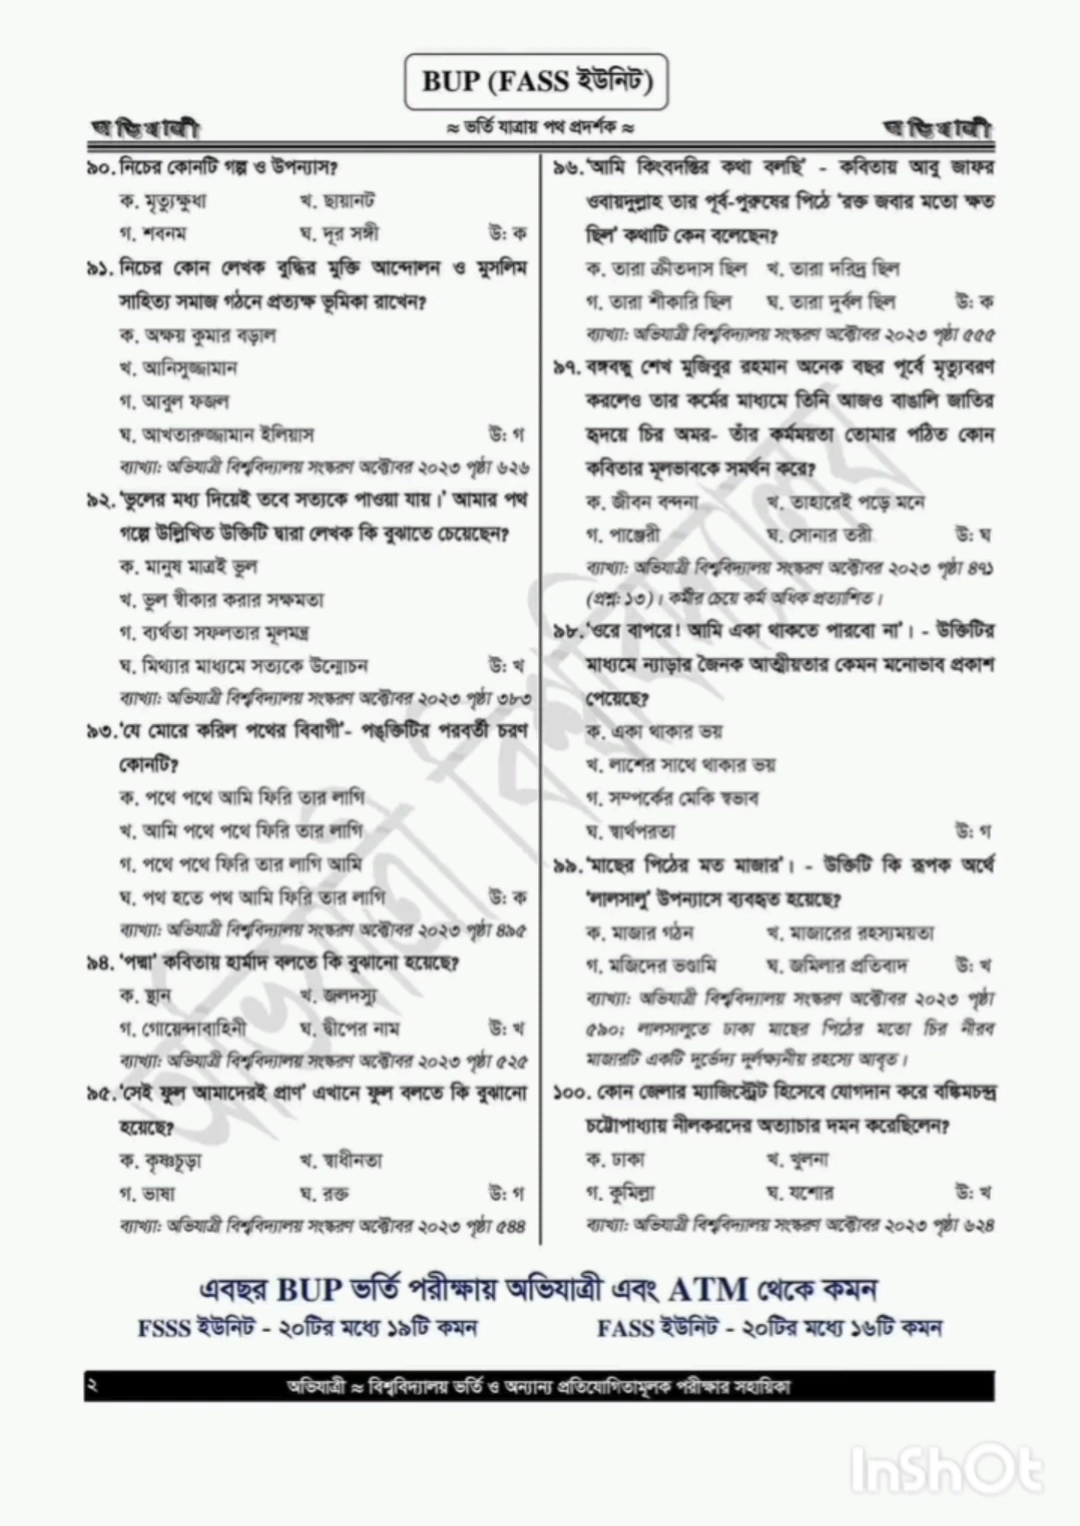 BUP (FASS ইউনিট)
অভিযাত্রী
≈ ভর্তি যাত্রায় পথ প্রদর্শক ≈
অভিযাত্রী
৯০. নিচের কোনটি গল্প ও উপন্যাস?
ক. মৃত্যুক্ষুধা খ. ছায়ানট
গ. শবনম ঘ. দূর সঙ্গী উ: ক
৯১. নিচের কোন লেখক বুদ্ধির মুক্তি আন্দোলন ও মুসলিম
সাহিত্য সমাজ গঠনে প্রত্যক্ষ ভূমিকা রাখেন?
ক. অক্ষয় কুমার বড়াল
খ. আনিসুজ্জামান
গ. আবুল ফজল
ঘ. আখতারুজ্জামান ইলিয়াস উ: গ
ব্যাখ্যা: অভিযাত্রী বিশ্ববিদ্যালয় সংস্করণ অক্টোবর ২০২৩ পৃষ্ঠা ৬২৬
৯২. ‘ভুলের মধ্য দিয়েই তবে সত্যকে পাওয়া যায়।’ আমার পথ
গল্পে উল্লিখিত উক্তিটি দ্বারা লেখক কি বুঝাতে চেয়েছেন?
ক. মানুষ মাত্রই ভুল
খ. ভুল স্বীকার করার সক্ষমতা
গ. ব্যর্থতা সফলতার মূলমন্ত্র
ঘ. মিথ্যার মাধ্যমে সত্যকে উন্মোচন উ: খ
ব্যাখ্যা: অভিযাত্রী বিশ্ববিদ্যালয় সংস্করণ অক্টোবর ২০২৩ পৃষ্ঠা ৩৮৩
৯৩. ‘যে মোরে করিল পথের বিবাগী’- পঙ্‌ক্তিটির পরবর্তী চরণ
কোনটি?
ক. পথে পথে আমি ফিরি তার লাগি
খ. আমি পথে পথে ফিরি তার লাগি
গ. পথে পথে ফিরি তার লাগি আমি
ঘ. পথ হতে পথ আমি ফিরি তার লাগি উ: ক
ব্যাখ্যা: অভিযাত্রী বিশ্ববিদ্যালয় সংস্করণ অক্টোবর ২০২৩ পৃষ্ঠা ৪৯৫
৯৪. ‘পদ্মা’ কবিতায় হার্মাদ বলতে কি বুঝানো হয়েছে?
ক. স্থান খ. জলদস্যু
গ. গোয়েন্দাবাহিনী ঘ. দ্বীপের নাম উ: খ
ব্যাখ্যা: অভিযাত্রী বিশ্ববিদ্যালয় সংস্করণ অক্টোবর ২০২৩ পৃষ্ঠা ৫২৫
৯৫. ‘সেই ফুল আমাদেরই প্রাণ’ এখানে ফুল বলতে কি বুঝানো
হয়েছে?
ক. কৃষ্ণচূড়া খ. স্বাধীনতা
গ. ভাষা ঘ. রক্ত উ: গ
ব্যাখ্যা: অভিযাত্রী বিশ্ববিদ্যালয় সংস্করণ অক্টোবর ২০২৩ পৃষ্ঠা ৫৪৪
৯৬. ‘আমি কিংবদন্তির কথা বলছি’ - কবিতায় আবু জাফর
ওবায়দুল্লাহ তার পূর্ব-পুরুষের পিঠে ‘রক্ত জবার মতো ক্ষত
ছিল’ কথাটি কেন বলেছেন?
ক. তারা ক্রীতদাস ছিল খ. তারা দরিদ্র ছিল
গ. তারা শীকারি ছিল ঘ. তারা দুর্বল ছিল উ: ক
ব্যাখ্যা: অভিযাত্রী বিশ্ববিদ্যালয় সংস্করণ অক্টোবর ২০২৩ পৃষ্ঠা ৫৫৫
৯৭. বঙ্গবন্ধু শেখ মুজিবুর রহমান অনেক বছর পূর্বে মৃত্যুবরণ
করলেও তার কর্মের মাধ্যমে তিনি আজও বাঙালি জাতির
হৃদয়ে চির অমর- তাঁর কর্মময়তা তোমার পঠিত কোন
কবিতার মূলভাবকে সমর্থন করে?
ক. জীবন বন্দনা খ. তাহারেই পড়ে মনে
গ. পাঞ্জেরী ঘ. সোনার তরী উ: ঘ
ব্যাখ্যা: অভিযাত্রী বিশ্ববিদ্যালয় সংস্করণ অক্টোবর ২০২৩ পৃষ্ঠা ৪৭১
(প্রশ্ন: ১৩)। কর্মীর চেয়ে কর্ম অধিক প্রত্যাশিত।
৯৮. ‘ওরে বাপরে! আমি একা থাকতে পারবো না’। - উক্তিটির
মাধ্যমে ন্যাড়ার জৈনক আত্মীয়তার কেমন মনোভাব প্রকাশ
পেয়েছে?
ক. একা থাকার ভয়
খ. লাশের সাথে থাকার ভয়
গ. সম্পর্কের মেকি স্বভাব
ঘ. স্বার্থপরতা উ: গ
৯৯. ‘মাছের পিঠের মত মাজার’। - উক্তিটি কি রূপক অর্থে
‘লালসালু’ উপন্যাসে ব্যবহৃত হয়েছে?
ক. মাজার গঠন খ. মাজারের রহস্যময়তা
গ. মজিদের ভণ্ডামি ঘ. জমিলার প্রতিবাদ উ: খ
ব্যাখ্যা: অভিযাত্রী বিশ্ববিদ্যালয় সংস্করণ অক্টোবর ২০২৩ পৃষ্ঠা
৫৯০; লালসালুতে ঢাকা মাছের পিঠের মতো চির নীরব
মাজারটি একটি দুর্ভেদ্য দুর্লক্ষ্যনীয় রহস্যে আবৃত।
১০০. কোন জেলার ম্যাজিস্ট্রেট হিসেবে যোগদান করে বঙ্কিমচন্দ্র
চট্টোপাধ্যায় নীলকরদের অত্যাচার দমন করেছিলেন?
ক. ঢাকা খ. খুলনা
গ. কুমিল্লা ঘ. যশোর উ: খ
ব্যাখ্যা: অভিযাত্রী বিশ্ববিদ্যালয় সংস্করণ অক্টোবর ২০২৩ পৃষ্ঠা ৬২৪
অভিযাত্রী বিশ্ববিদ্যালয়
এবছর BUP ভর্তি পরীক্ষায় অভিযাত্রী এবং ATM থেকে কমন
FSSS ইউনিট - ২০টির মধ্যে ১৯টি কমন
FASS ইউনিট - ২০টির মধ্যে ১৬টি কমন
২
অভিযাত্রী ≈ বিশ্ববিদ্যালয় ভর্তি ও অন্যান্য প্রতিযোগিতামূলক পরীক্ষার সহায়িকা
InShOt